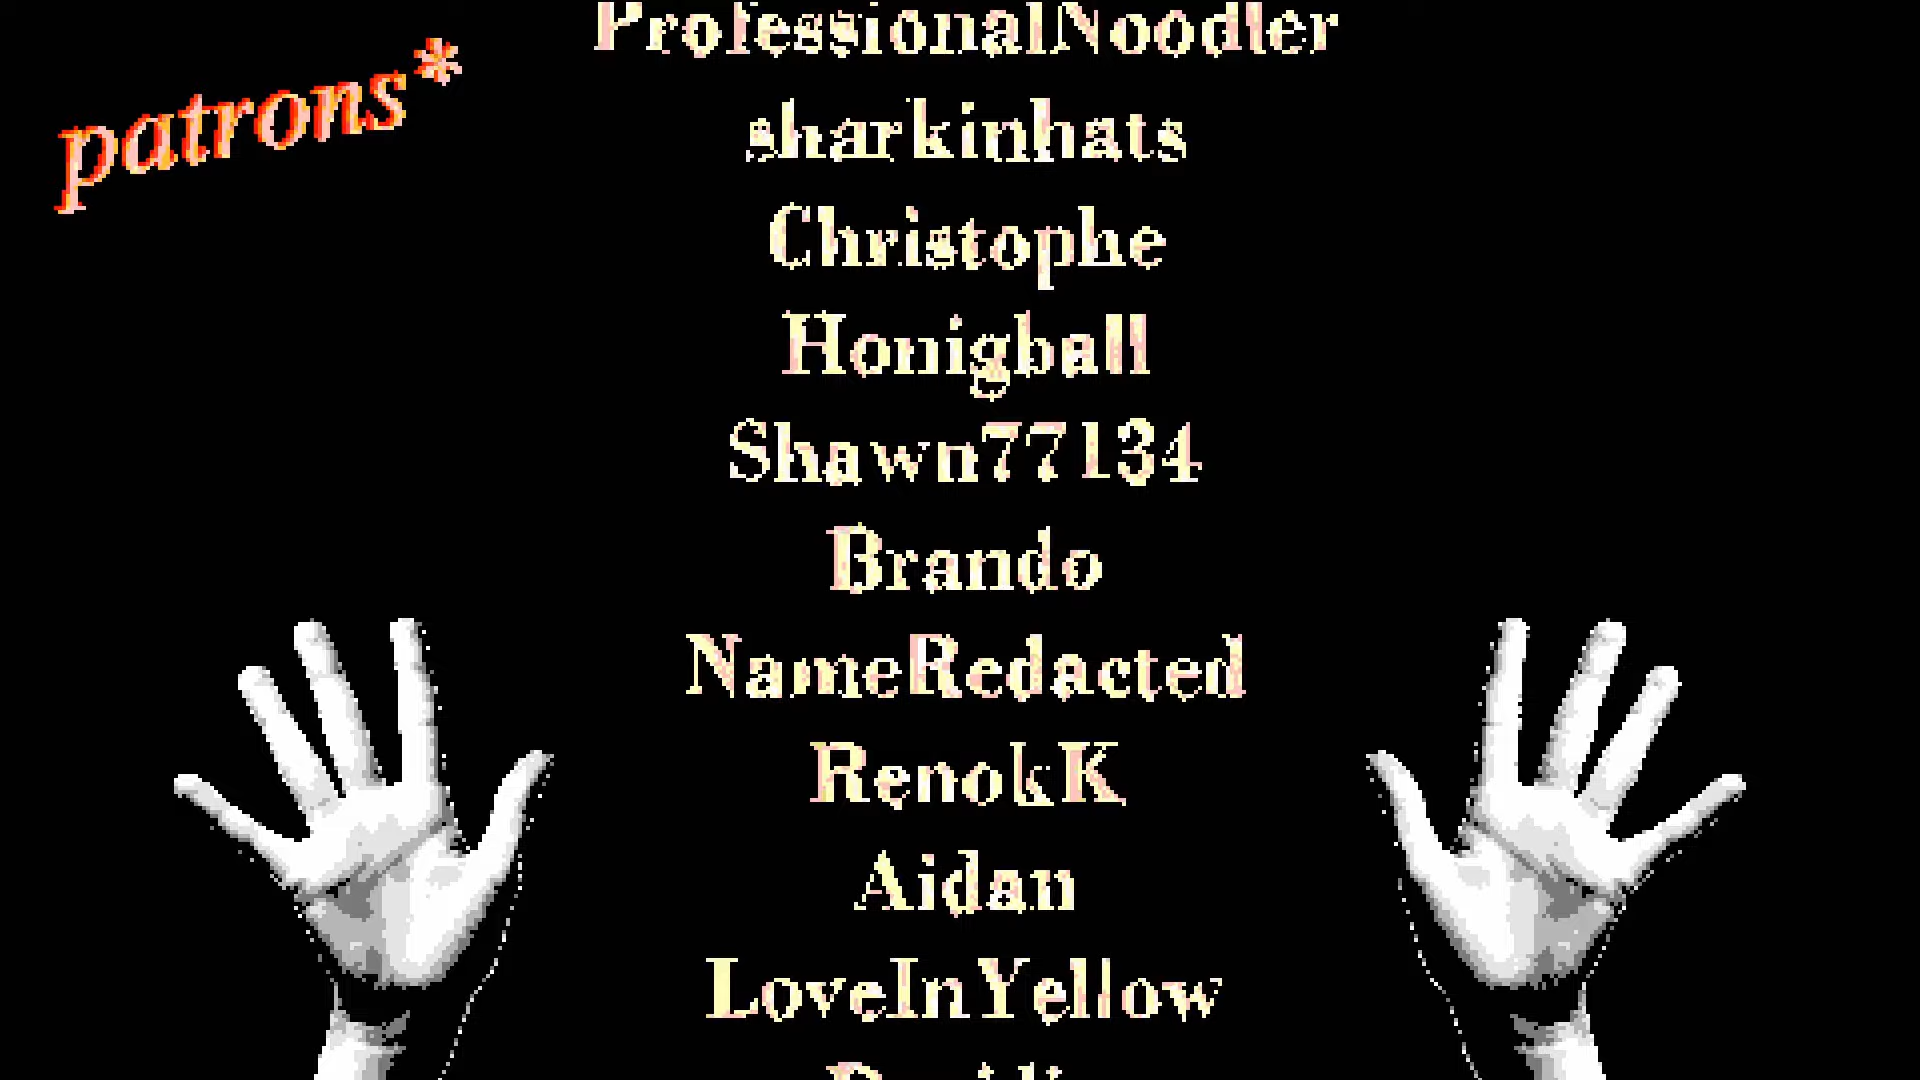 ProfessionalNoodler
patrons*
sharkinhats
Christophe
Honigball
Shawn77134
Brando
NameRedacted
RenokK
Aidan
LoveInYellow